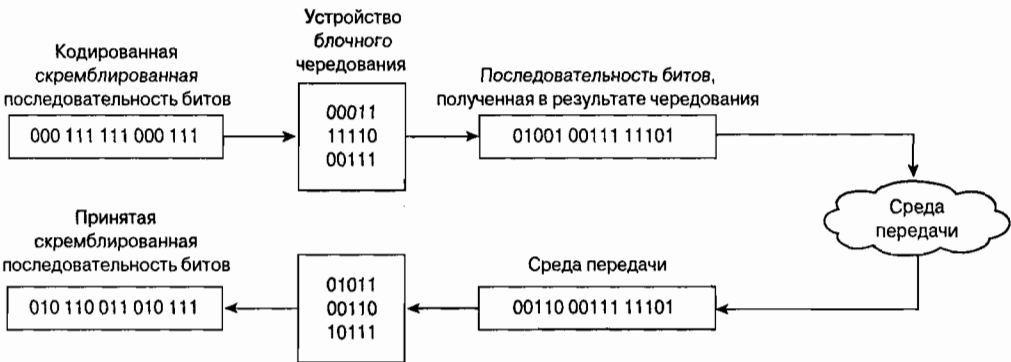 Кодированная
скремблированная
последовательность битов
000 111 111 000 111
Устройство
блочного
чередования
00011
11110
00111
Последовательность битов,
полученная в результате чередования
01001 00111 11101
Среда
передачи
Принятая
скремблированная
последовательность битов
010 110 011 010 111
01011
00110
10111
Среда передачи
00110 00111 11101